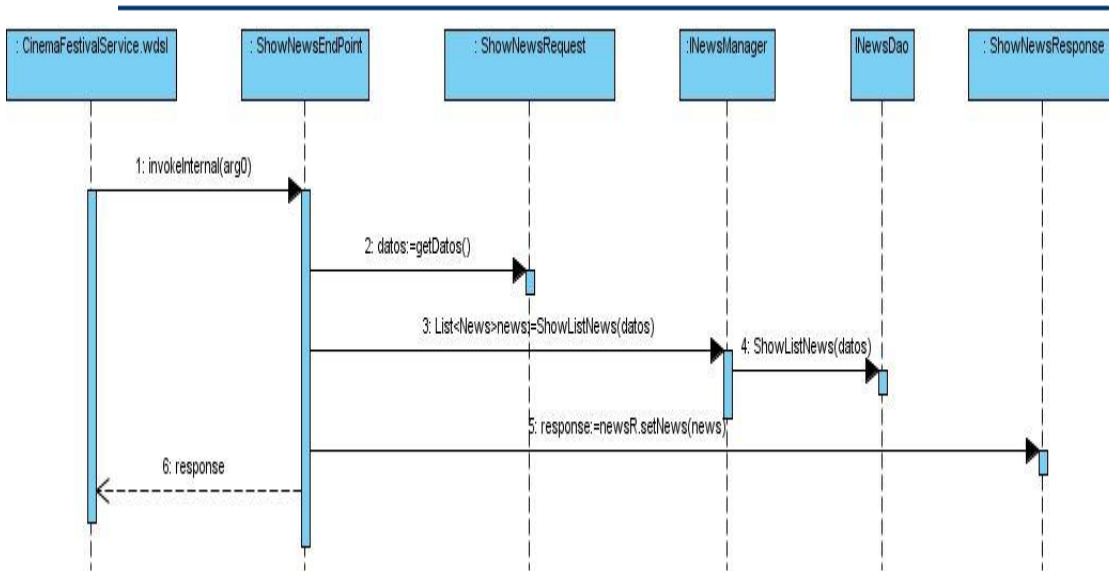 : CinemaFestivalService.wdsl
: ShowNewsEndPoint
: ShowNewsRequest
:INewsManager
INewsDao
: ShowNewsResponse
1: invokeInternal(arg0)
2: datos:=getDatos()
3: List<News>news:=ShowListNews(datos)
4: ShowListNews(datos)
5: response:=newsR.setNews(news)
6: response